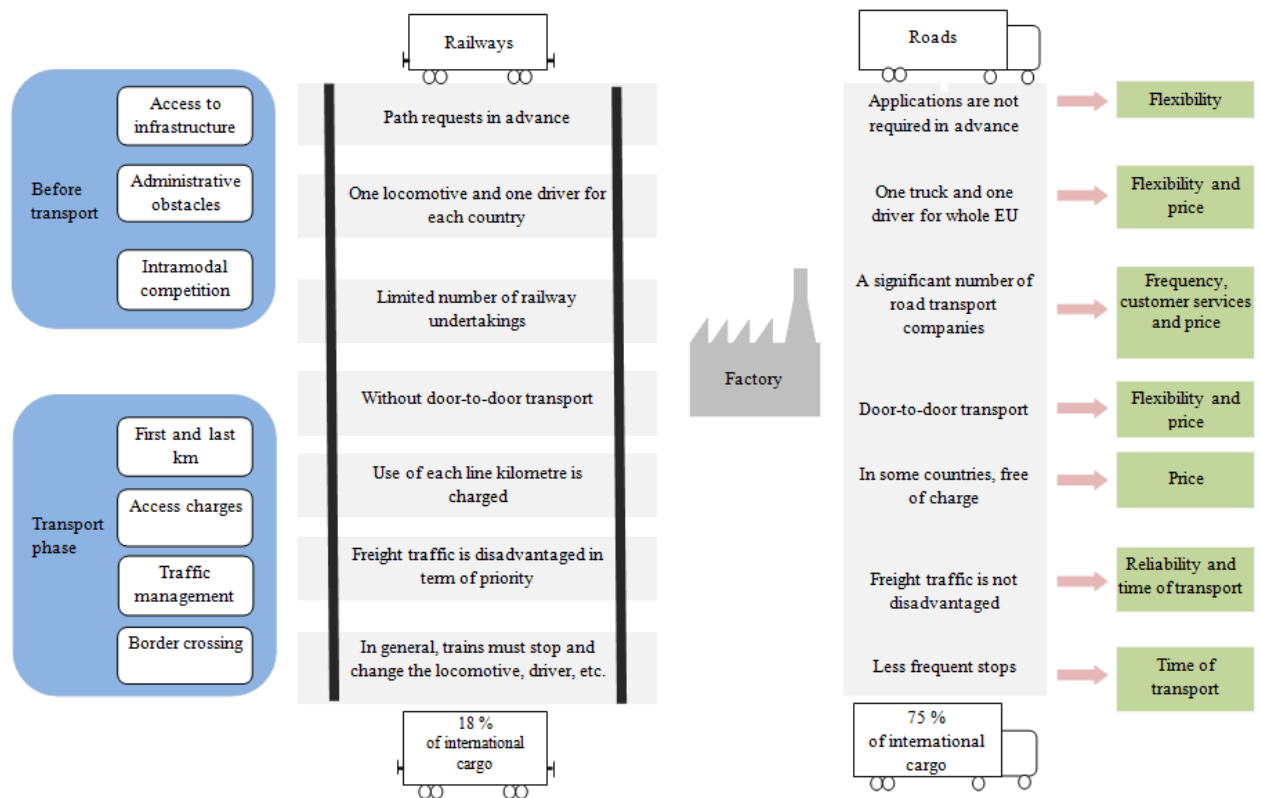 Railways
Roads
Before
transport
Access to
infrastructure
Path requests in advance
Applications are not
required in advance
Flexibility
Administrative
obstacles
One locomotive and one driver for
each country
One truck and one
driver for whole EU
Flexibility and
price
Intramodal
competition
Limited number of railway
undertakings
A significant number of
road transport
companies
Frequency,
customer services
and price
Factory
Transport
phase
First and last
km
Without door-to-door transport
Door-to-door transport
Flexibility and
price
Access charges
Use of each line kilometre is
charged
In some countries, free
of charge
Price
Traffic
management
Freight traffic is disadvantaged in
term of priority
Freight traffic is not
disadvantaged
Reliability and
time of transport
Border crossing
In general, trains must stop and
change the locomotive, driver, etc.
Less frequent stops
Time of
transport
18 %
of international
cargo
75 %
of international
cargo